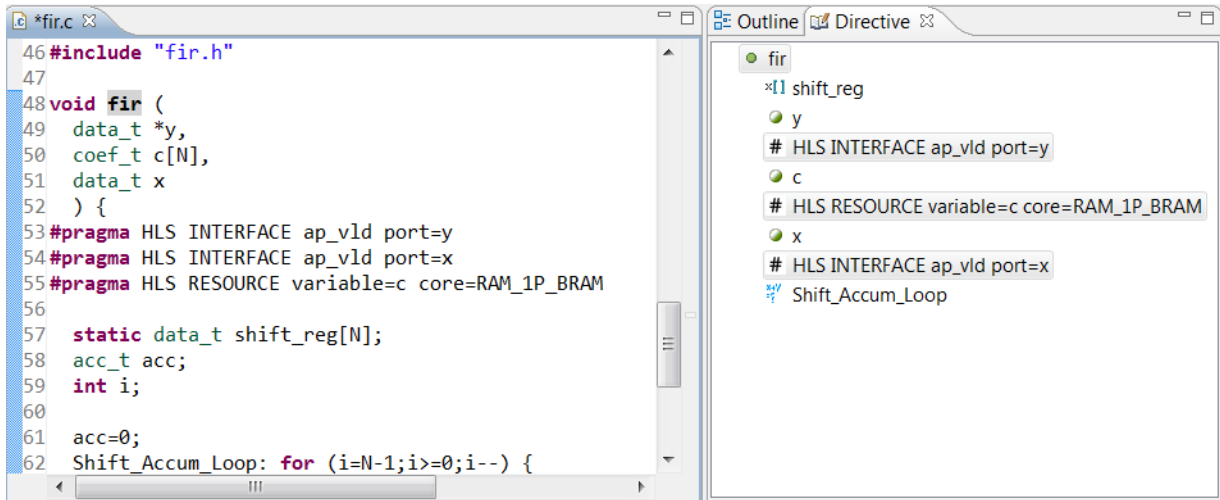 *fir.c
46 #include "fir.h"
47
48 void fir (
49 data_t *y,
50 coef_t c[N],
51 data_t x
52 ) {
53 #pragma HLS INTERFACE ap_vld port=y
54 #pragma HLS INTERFACE ap_vld port=x
55 #pragma HLS RESOURCE variable=c core=RAM_1P_BRAM
56
57 static data_t shift_reg[N];
58 acc_t acc;
59 int i;
60
61 acc=0;
62 Shift_Accum_Loop: for (i=N-1;i>=0;i--) {
Outline Directive
fir
×[] shift_reg
y
# HLS INTERFACE ap_vld port=y
c
# HLS RESOURCE variable=c core=RAM_1P_BRAM
x
# HLS INTERFACE ap_vld port=x
Shift_Accum_Loop